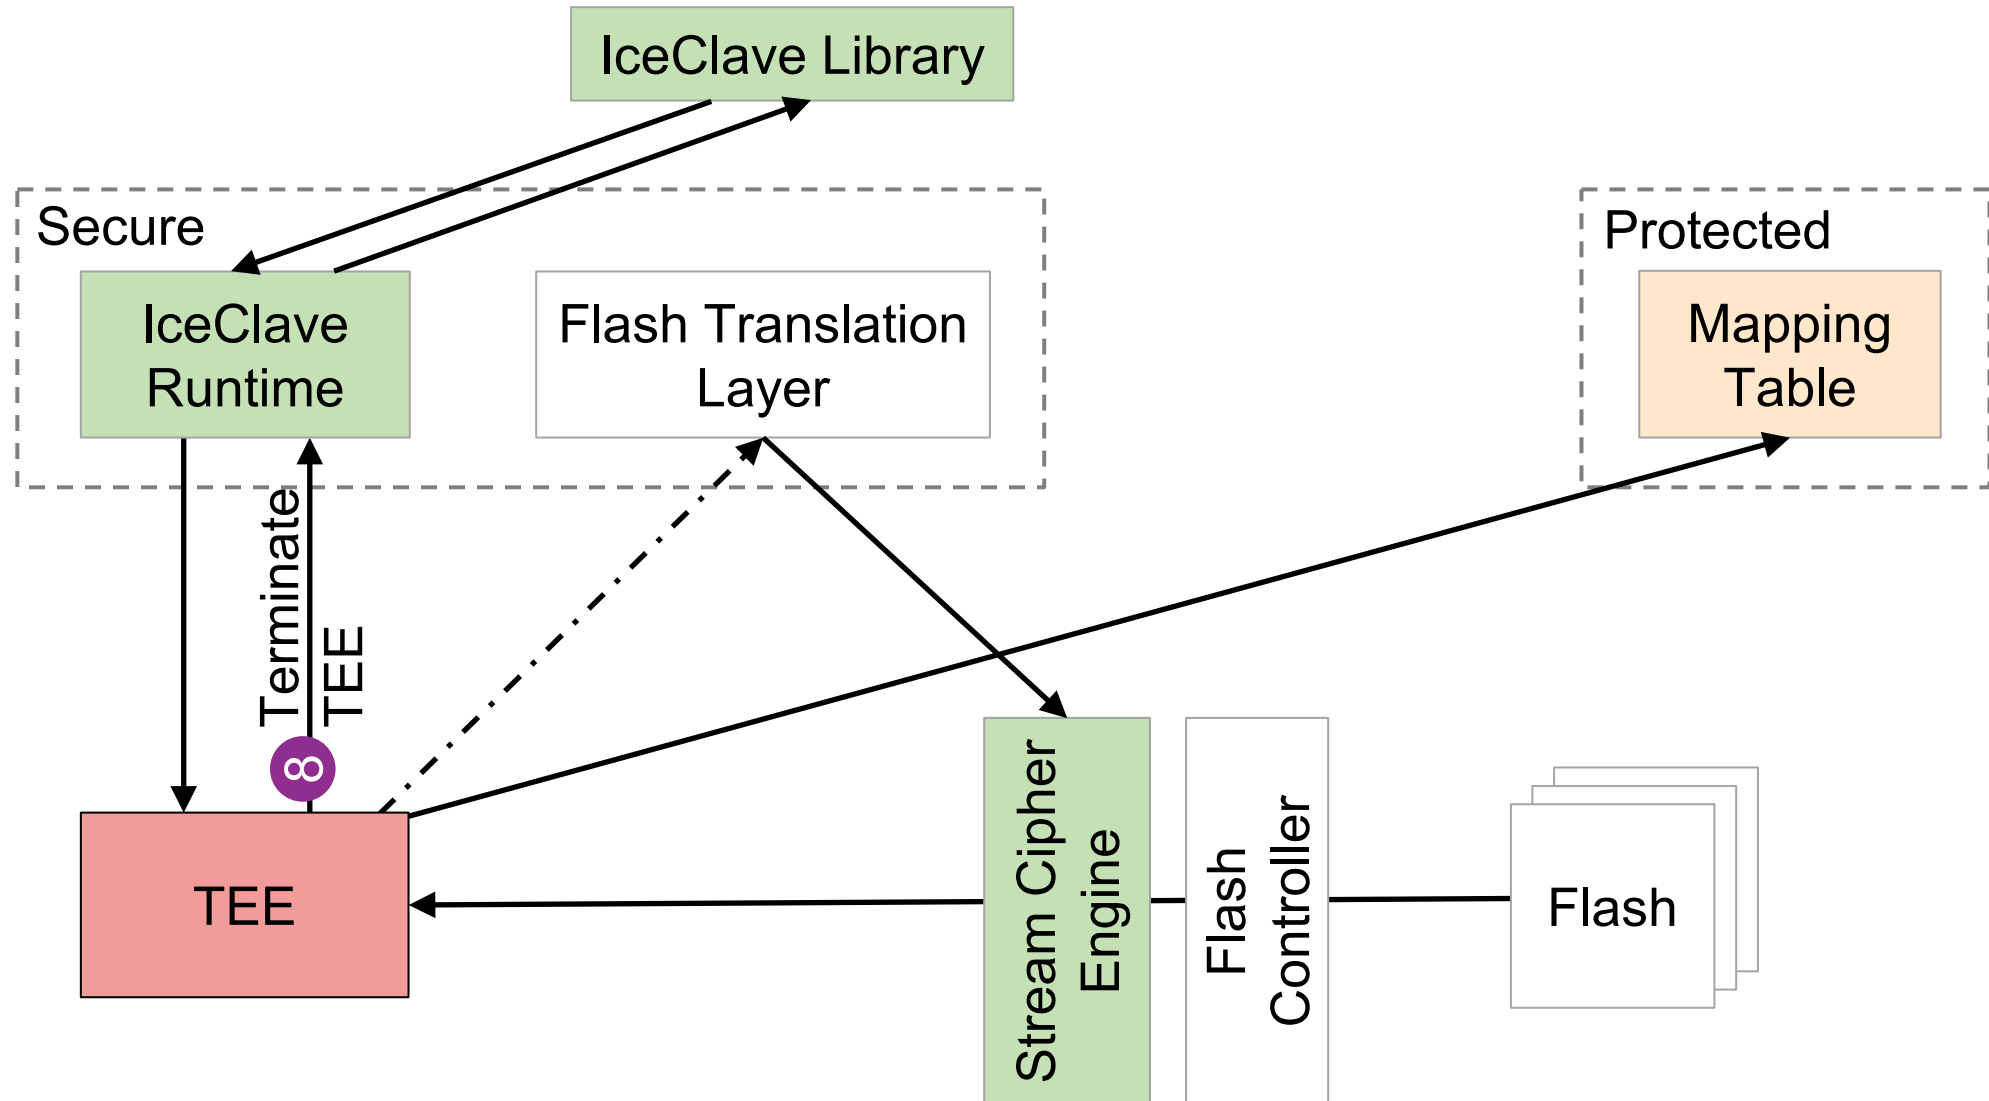 IceClave Library
Secure
Protected
IceClave
Runtime
Flash Translation
Layer
Mapping
Table
Terminate
TEE
8
TEE
Stream Cipher
Engine
Flash
Controller
Flash